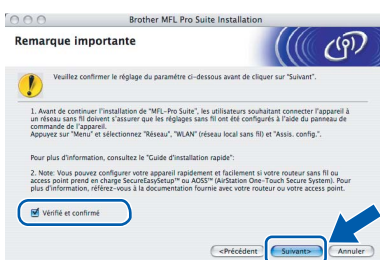 Brother MFL Pro Suite Installation
Remarque importante
Veuillez confirmer le réglage du paramétre ci-dessous avant de cliquer sur "Suivant".
1. Avant de continuer l'installation de "MFL-Pro Suite", les utilisateurs souhaitant connecter l'appareil à
un réseau sans fil doivent s'assurer que les réglages sans fil ont été configurés à l'aide du panneau de
commande de l'appareil.
Appuyez sur "Menu" et sélectionnez "Réseau", "WLAN" (réseau local sans fil) et "Assis. config.".
Pour plus d'information, consultez le "Guide d'installation rapide":
2. Note: Vous pouvez configurer votre appareil rapidement et facilement si votre routeur sans fil ou
access point prend en charge SecureEasySetup™ ou AOSS™ (AirStation One-Touch Secure System). Pour
plus d'information, référez-vous à la documentation fournie avec votre routeur ou votre access point.
Vérifié et confirmé
<Précédent Suivant> Annuler